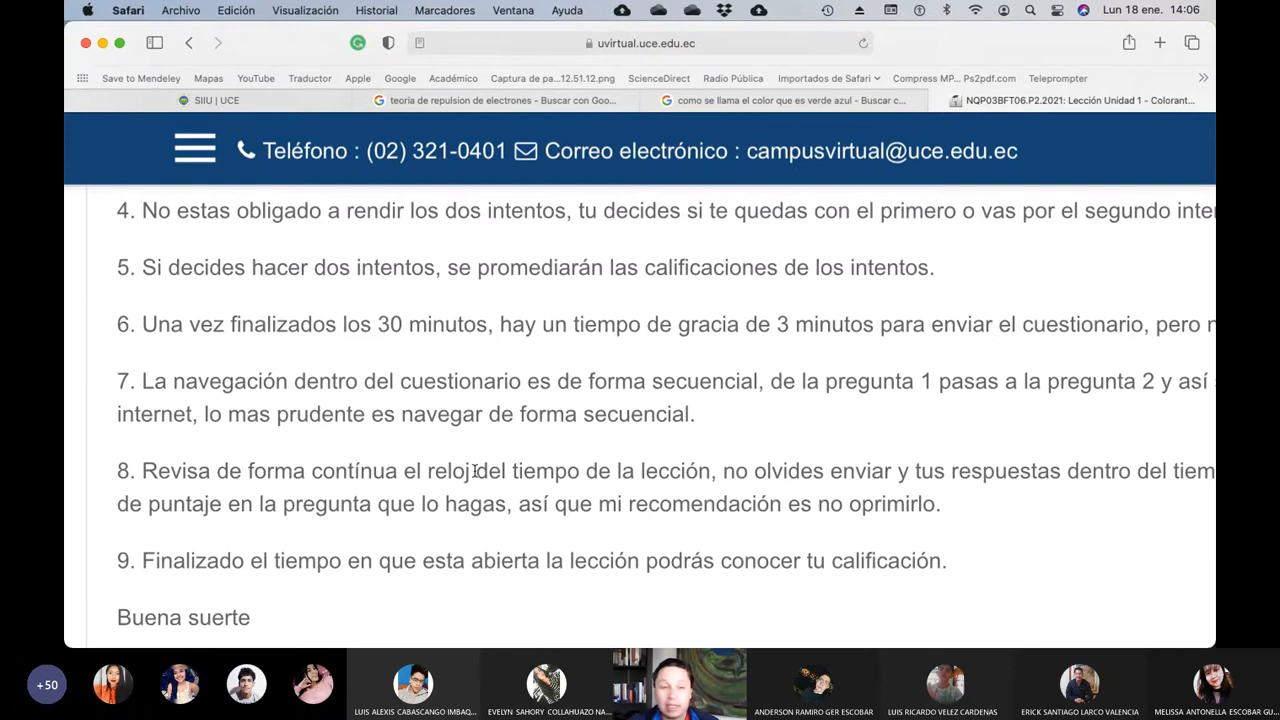 Safari Archivo Edición Visualización Historial Marcadores Ventana Ayuda Lun 18 ene. 14:06
uvirtual.uce.edu.ec
Save to Mendeley Mapas YouTube Traductor Apple Google Académico Captura de pa...12.51.12.png ScienceDirect Radio Pública Importados de Safari Compress MP... Ps2pdf.com Teleprompter
SIIU | UCE teoria de repulsion de electrones - Buscar con Goo... como se llama el color que es verde azul - Buscar c... NQP03BFT06.P2.2021: Lección Unidad 1 - Colorant...
Teléfono : (02) 321-0401 Correo electrónico : campusvirtual@uce.edu.ec
4. No estas obligado a rendir los dos intentos, tu decides si te quedas con el primero o vas por el segundo inte
5. Si decides hacer dos intentos, se promediarán las calificaciones de los intentos.
6. Una vez finalizados los 30 minutos, hay un tiempo de gracia de 3 minutos para enviar el cuestionario, pero n
7. La navegación dentro del cuestionario es de forma secuencial, de la pregunta 1 pasas a la pregunta 2 y así
internet, lo mas prudente es navegar de forma secuencial.
8. Revisa de forma contínua el reloj del tiempo de la lección, no olvides enviar y tus respuestas dentro del tiem
de puntaje en la pregunta que lo hagas, así que mi recomendación es no oprimirlo.
9. Finalizado el tiempo en que esta abierta la lección podrás conocer tu calificación.
Buena suerte
+50
LUIS ALEXIS CABASCANGO IMBAQ... EVELYN SAHORY COLLAHUAZO NA... ANDERSON RAMIRO GER ESCOBAR LUIS RICARDO VELEZ CARDENAS ERICK SANTIAGO LARCO VALENCIA MELISSA ANTONELLA ESCOBAR GU...